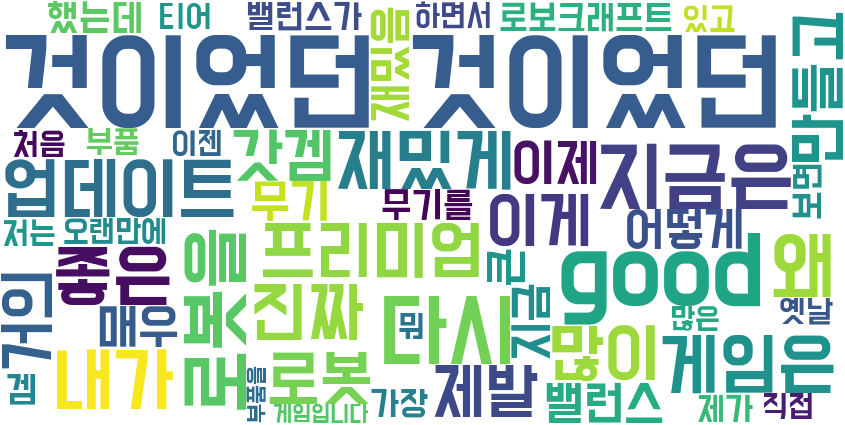 했는데 티어 밸런스가 재밌음 하면서 로보크래프트 있고
것이었던 것이었던 만들고
처음 부품 이젠 갓겜 재밌게 이제 지금은 보면
업데이트 무기 무기를 이게 어떻게
저는 오랜만에 좋은 로봇을 프리미엄 good 왜
거의 매우 진짜 다시 뭔 지금 많은 옛날
겜 내가 로봇 제발 많이 게임은
부품을 게임입니다 가장 밸런스 제가 직접